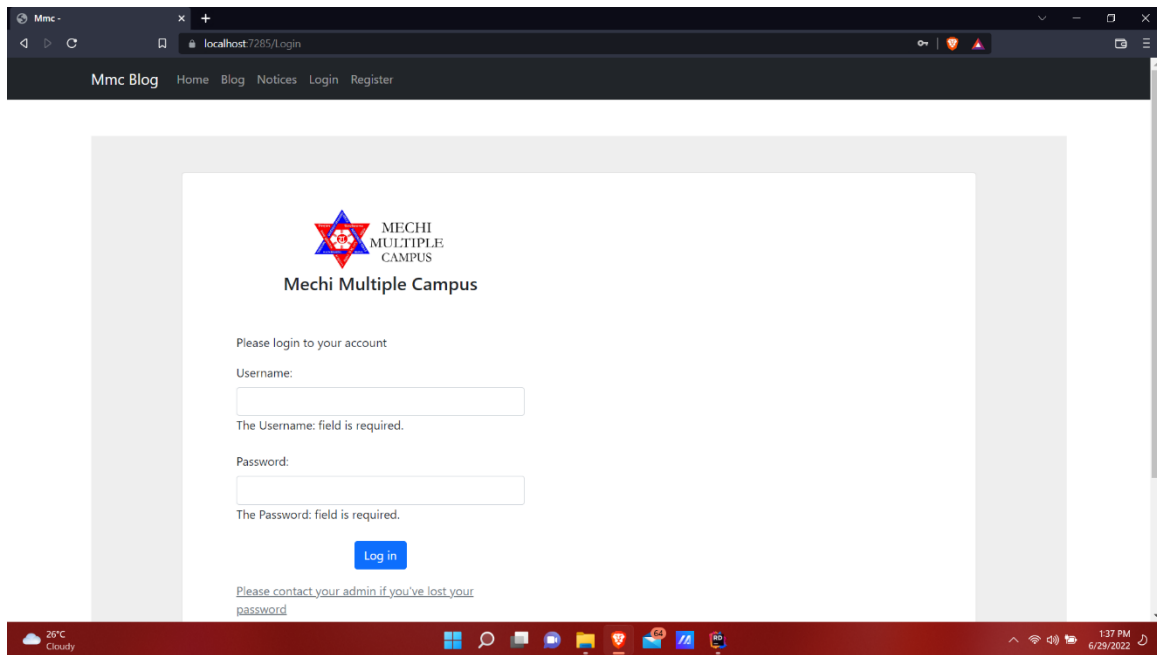 Mmc -
localhost:7285/Login
Mmc Blog Home Blog Notices Login Register
MECHI
MULTIPLE
CAMPUS
Mechi Multiple Campus
Please login to your account
Username:
The Username: field is required.
Password:
The Password: field is required.
Log in
Please contact your admin if you've lost your
password
26°C
Cloudy
64
RD
1:37 PM
6/29/2022